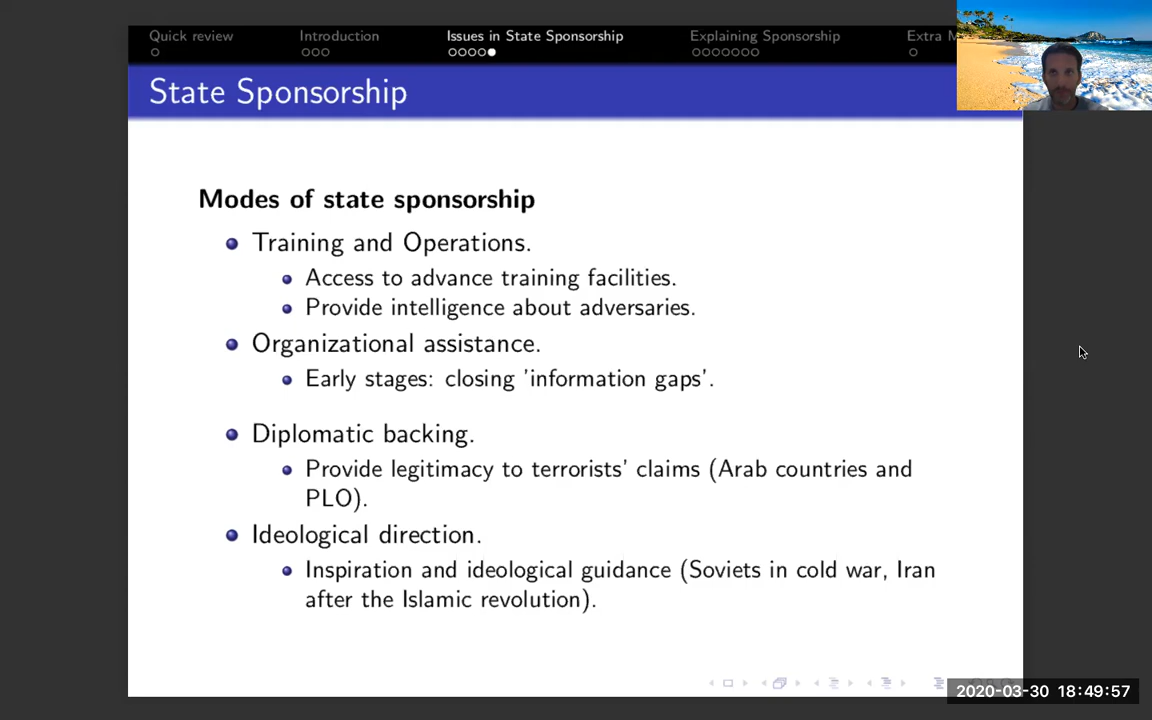 Quick review
Introduction
Issues in State Sponsorship
Explaining Sponsorship
Extra M
State Sponsorship
Modes of state sponsorship
Training and Operations.
Access to advance training facilities.
Provide intelligence about adversaries.
Organizational assistance.
Early stages: closing 'information gaps'.
Diplomatic backing.
Provide legitimacy to terrorists' claims (Arab countries and
PLO).
Ideological direction.
Inspiration and ideological guidance (Soviets in cold war, Iran
after the Islamic revolution).
2020-03-30 18:49:57